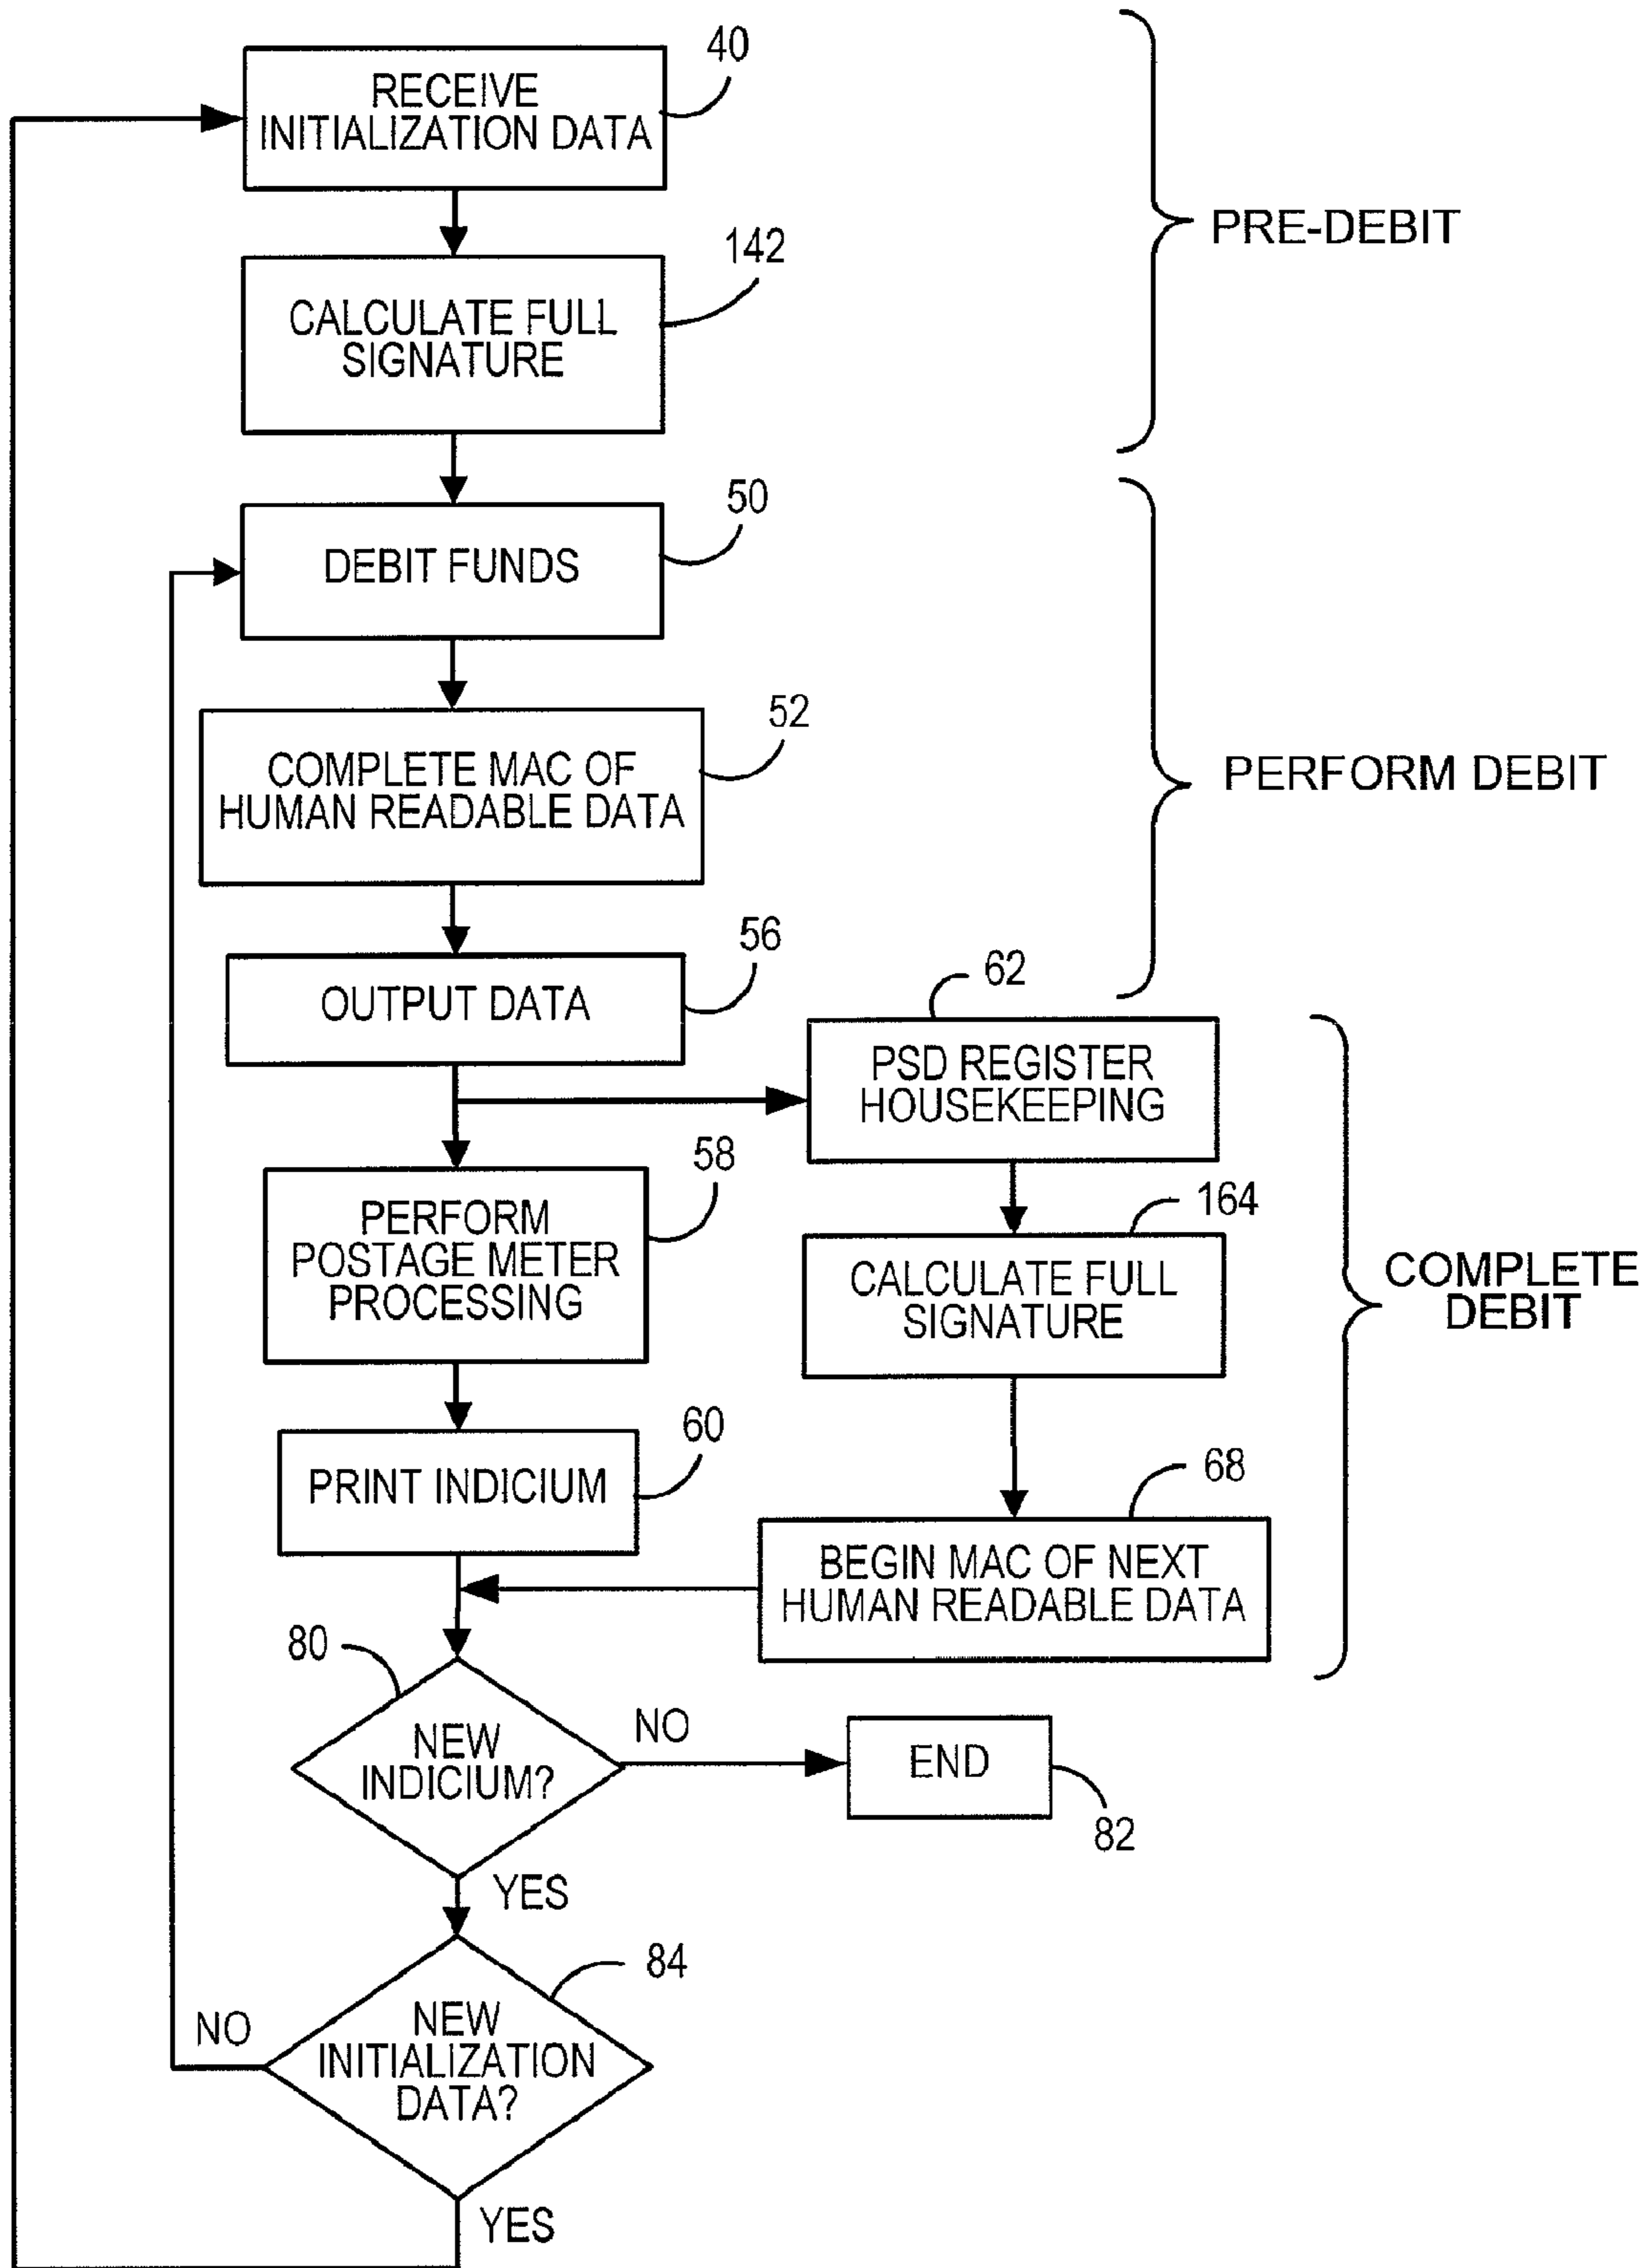 40
RECEIVE
INITIALIZATION DATA
PRE-DEBIT
142
CALCULATE FULL
SIGNATURE
50
DEBIT FUNDS
52
COMPLETE MAC OF
HUMAN READABLE DATA
PERFORM DEBIT
56
OUTPUT DATA
62
PSD REGISTER
HOUSEKEEPING
58
PERFORM
POSTAGE METER
PROCESSING
164
CALCULATE FULL
SIGNATURE
COMPLETE
DEBIT
60
PRINT INDICIUM
68
BEGIN MAC OF NEXT
HUMAN READABLE DATA
80
NEW
INDICIUM?
NO
END
82
YES
84
NEW
INITIALIZATION
DATA?
NO
YES